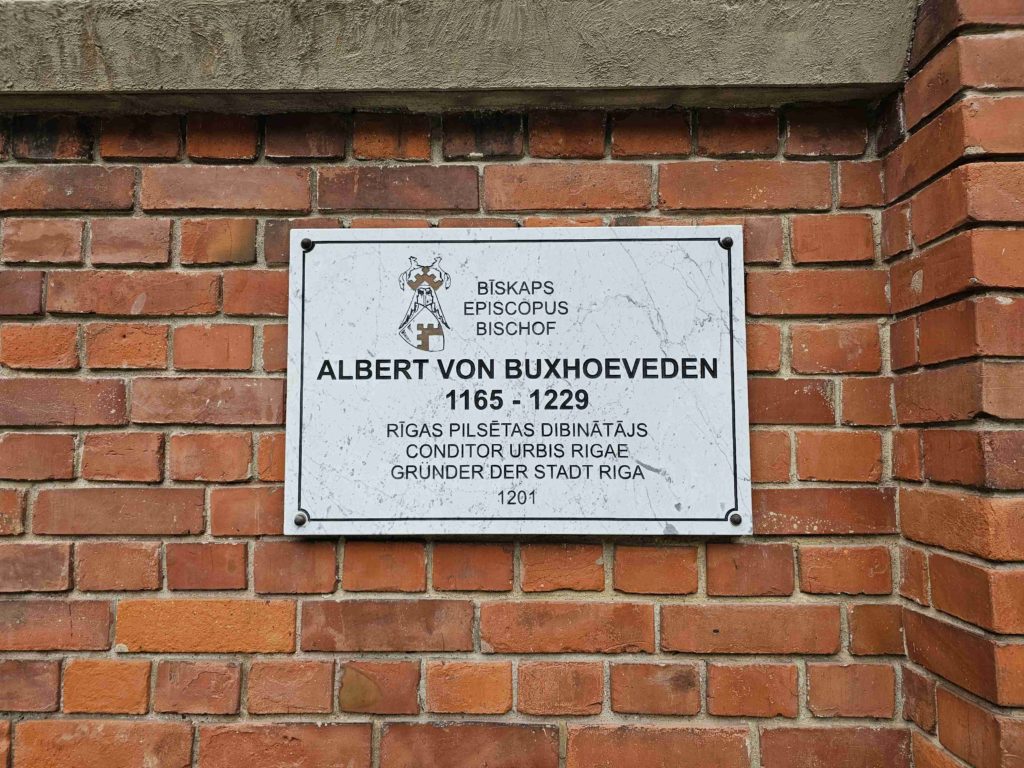 BĪSKAPS
EPISCOPUS
BISCHOF
ALBERT VON BUXHOEVEDEN
1165 - 1229
RĪGAS PILSĒTAS DIBINĀTĀJS
CONDITOR URBIS RIGAE
GRÜNDER DER STADT RIGA
1201